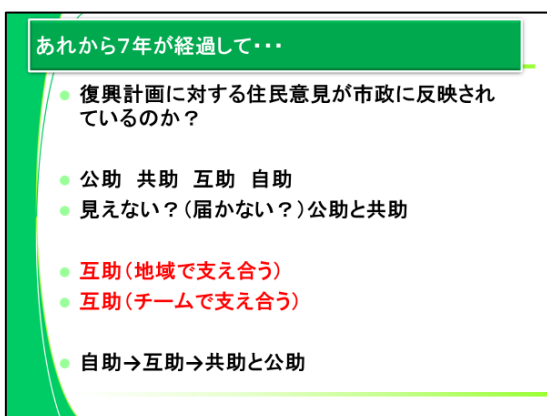 あれから7年が経過して・・・
復興計画に対する住民意見が市政に反映され
ているのか？
公助　共助　互助　自助
見えない？（届かない？）公助と共助
互助（地域で支え合う）
互助（チームで支え合う）
自助→互助→共助と公助